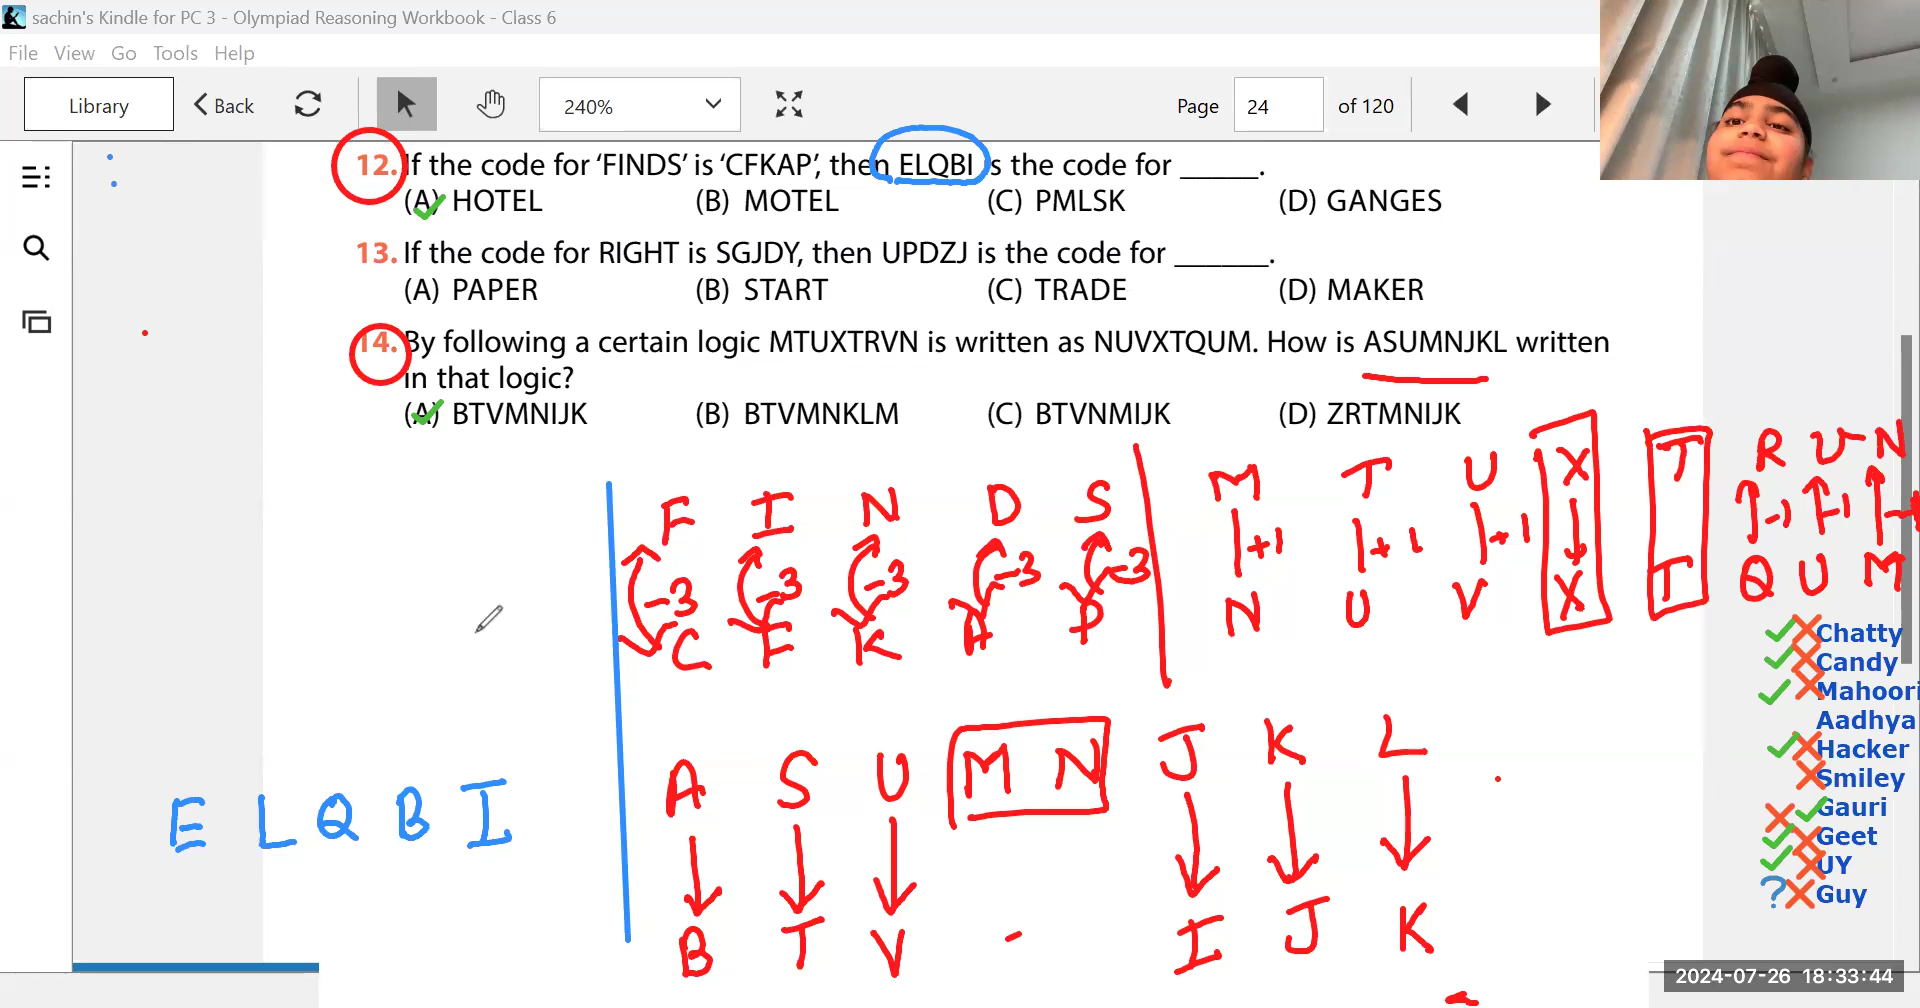 sachin's Kindle for PC 3 - Olympiad Reasoning Workbook - Class 6
File View Go Tools Help
Library Back 240% Page 24 of 120
12. If the code for ‘FINDS’ is ‘CFKAP’, then ELQBI is the code for _____.
(A) HOTEL (B) MOTEL (C) PMLSK (D) GANGES
13. If the code for RIGHT is SGJDY, then UPDZJ is the code for ______.
(A) PAPER (B) START (C) TRADE (D) MAKER
14. By following a certain logic MTUXTRVN is written as NUVXTQUM. How is ASUMNJKL written
in that logic?
(A) BTVMNIJK (B) BTVMNKLM (C) BTVNMIJK (D) ZRTMNIJK
F I N D S M T U X T R V N
-3 -3 -3 -3 -3 +1 +1 +1 -1 -1 -1
C F K A P N U V X T Q U M
A S U M N J K L
E L Q B I
B T V I J K
Chatty
Candy
Mahoori
Aadhya
Hacker
Smiley
Gauri
Geet
UY
? Guy
2024-07-26 18:33:44